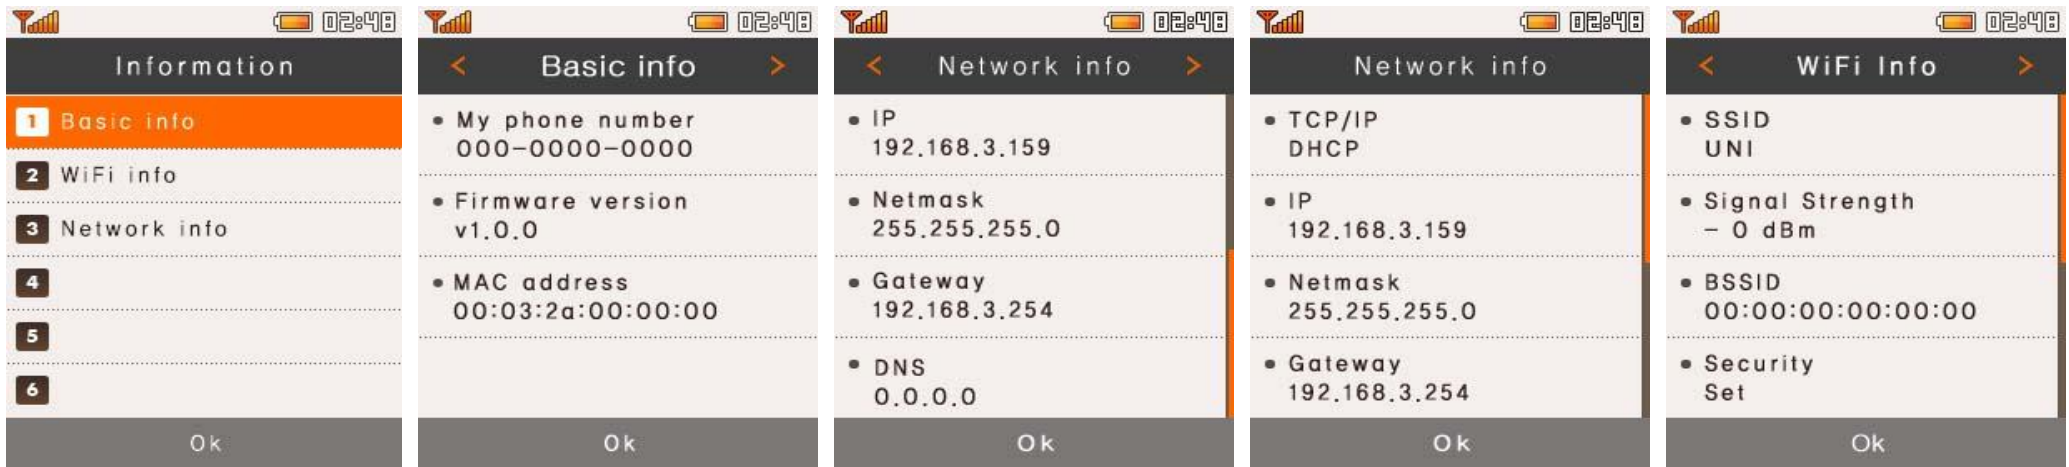 02:48
Information
1 Basic info
2 WiFi info
3 Network info
4
5
6
Ok
02:48
< Basic info >
• My phone number
000-0000-0000
• Firmware version
v1.0.0
• MAC address
00:03:2a:00:00:00
Ok
02:48
< Network info >
• IP
192.168.3.159
• Netmask
255.255.255.0
• Gateway
192.168.3.254
• DNS
0.0.0.0
Ok
02:48
Network info
• TCP/IP
DHCP
• IP
192.168.3.159
• Netmask
255.255.255.0
• Gateway
192.168.3.254
Ok
02:48
< WiFi Info >
• SSID
UNI
• Signal Strength
- 0 dBm
• BSSID
00:00:00:00:00:00
• Security
Set
Ok